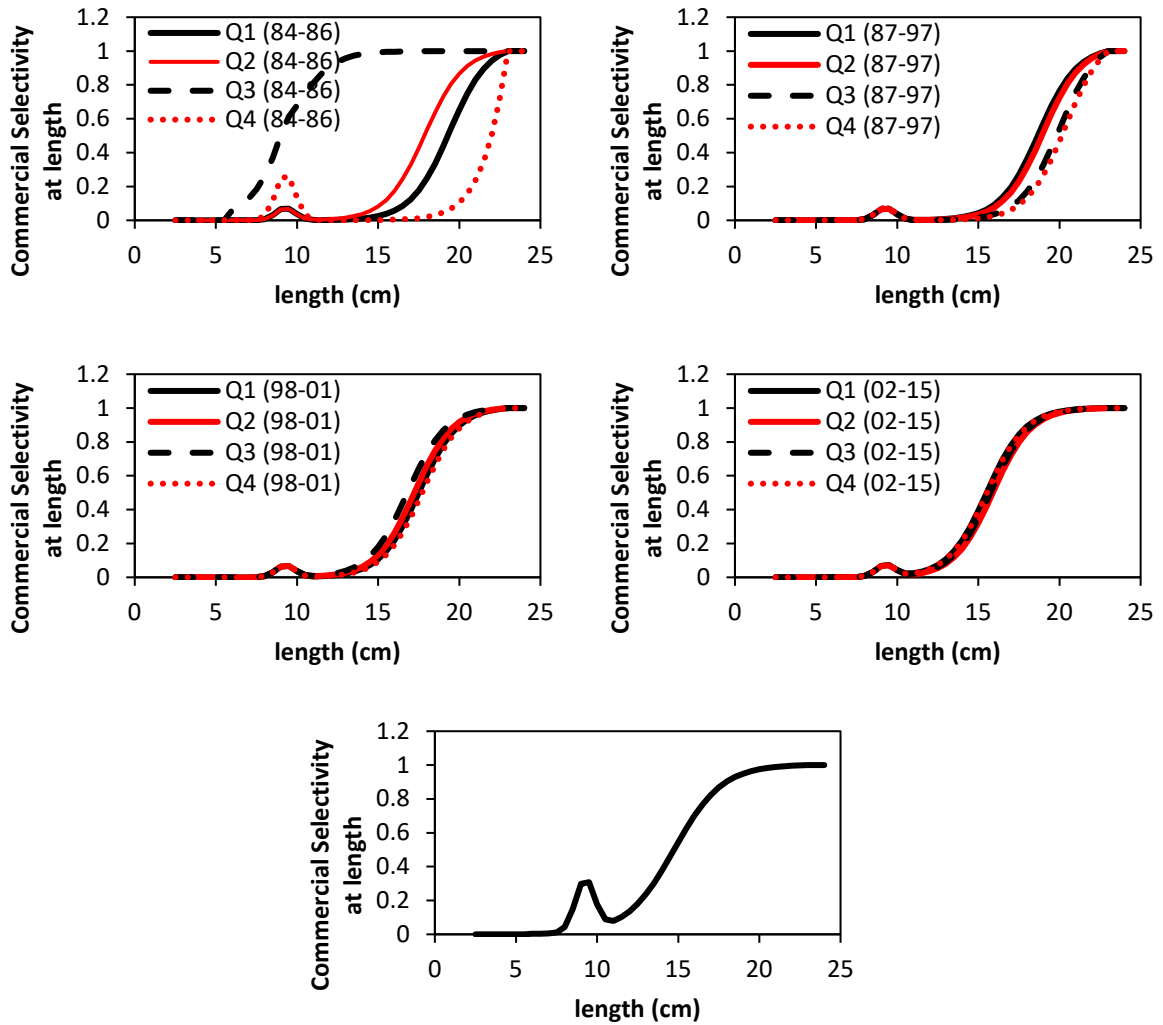 Commercial Selectivity
at length
1.2
1
0.8
0.6
0.4
0.2
0
Q1 (84-86)
Q2 (84-86)
Q3 (84-86)
Q4 (84-86)
0 5 10 15 20 25
length (cm)
Commercial Selectivity
at length
1.2
1
0.8
0.6
0.4
0.2
0
Q1 (87-97)
Q2 (87-97)
Q3 (87-97)
Q4 (87-97)
0 5 10 15 20 25
length (cm)
Commercial Selectivity
at length
1.2
1
0.8
0.6
0.4
0.2
0
Q1 (98-01)
Q2 (98-01)
Q3 (98-01)
Q4 (98-01)
0 5 10 15 20 25
length (cm)
Commercial Selectivity
at length
1.2
1
0.8
0.6
0.4
0.2
0
Q1 (02-15)
Q2 (02-15)
Q3 (02-15)
Q4 (02-15)
0 5 10 15 20 25
length (cm)
Commercial Selectivity
at length
1.2
1
0.8
0.6
0.4
0.2
0
0 5 10 15 20 25
length (cm)